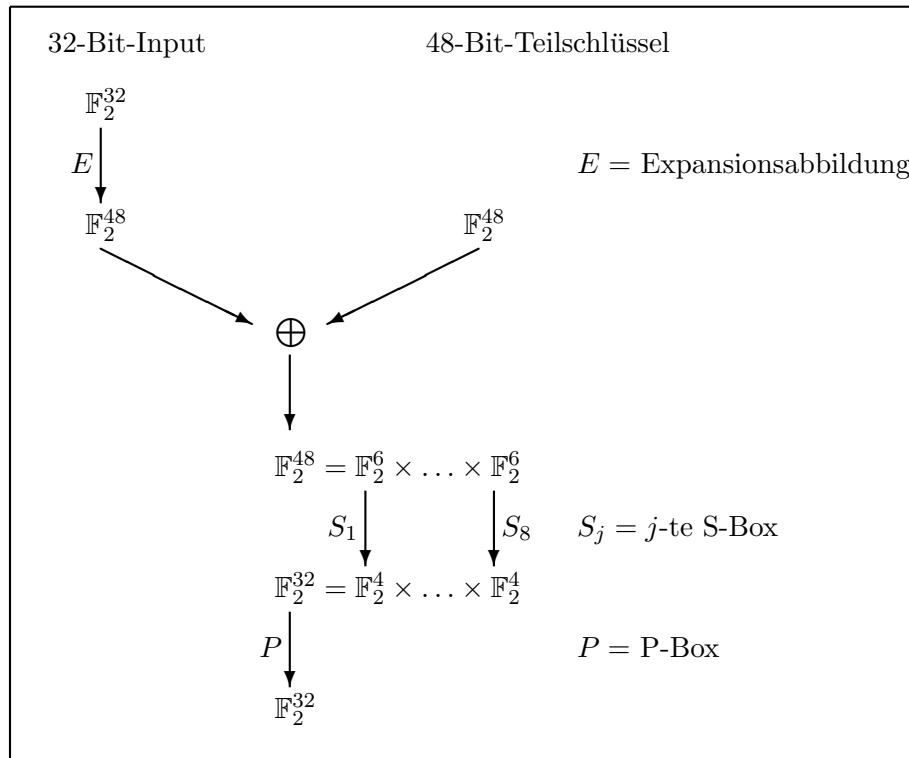 32-Bit-Input 48-Bit-Teilschlüssel
𝔽₂³²
E E = Expansionsabbildung
𝔽₂⁴⁸ 𝔽₂⁴⁸
⊕
𝔽₂⁴⁸ = 𝔽₂⁶ × … × 𝔽₂⁶
S₁ S₈ Sⱼ = j-te S-Box
𝔽₂³² = 𝔽₂⁴ × … × 𝔽₂⁴
P P = P-Box
𝔽₂³²